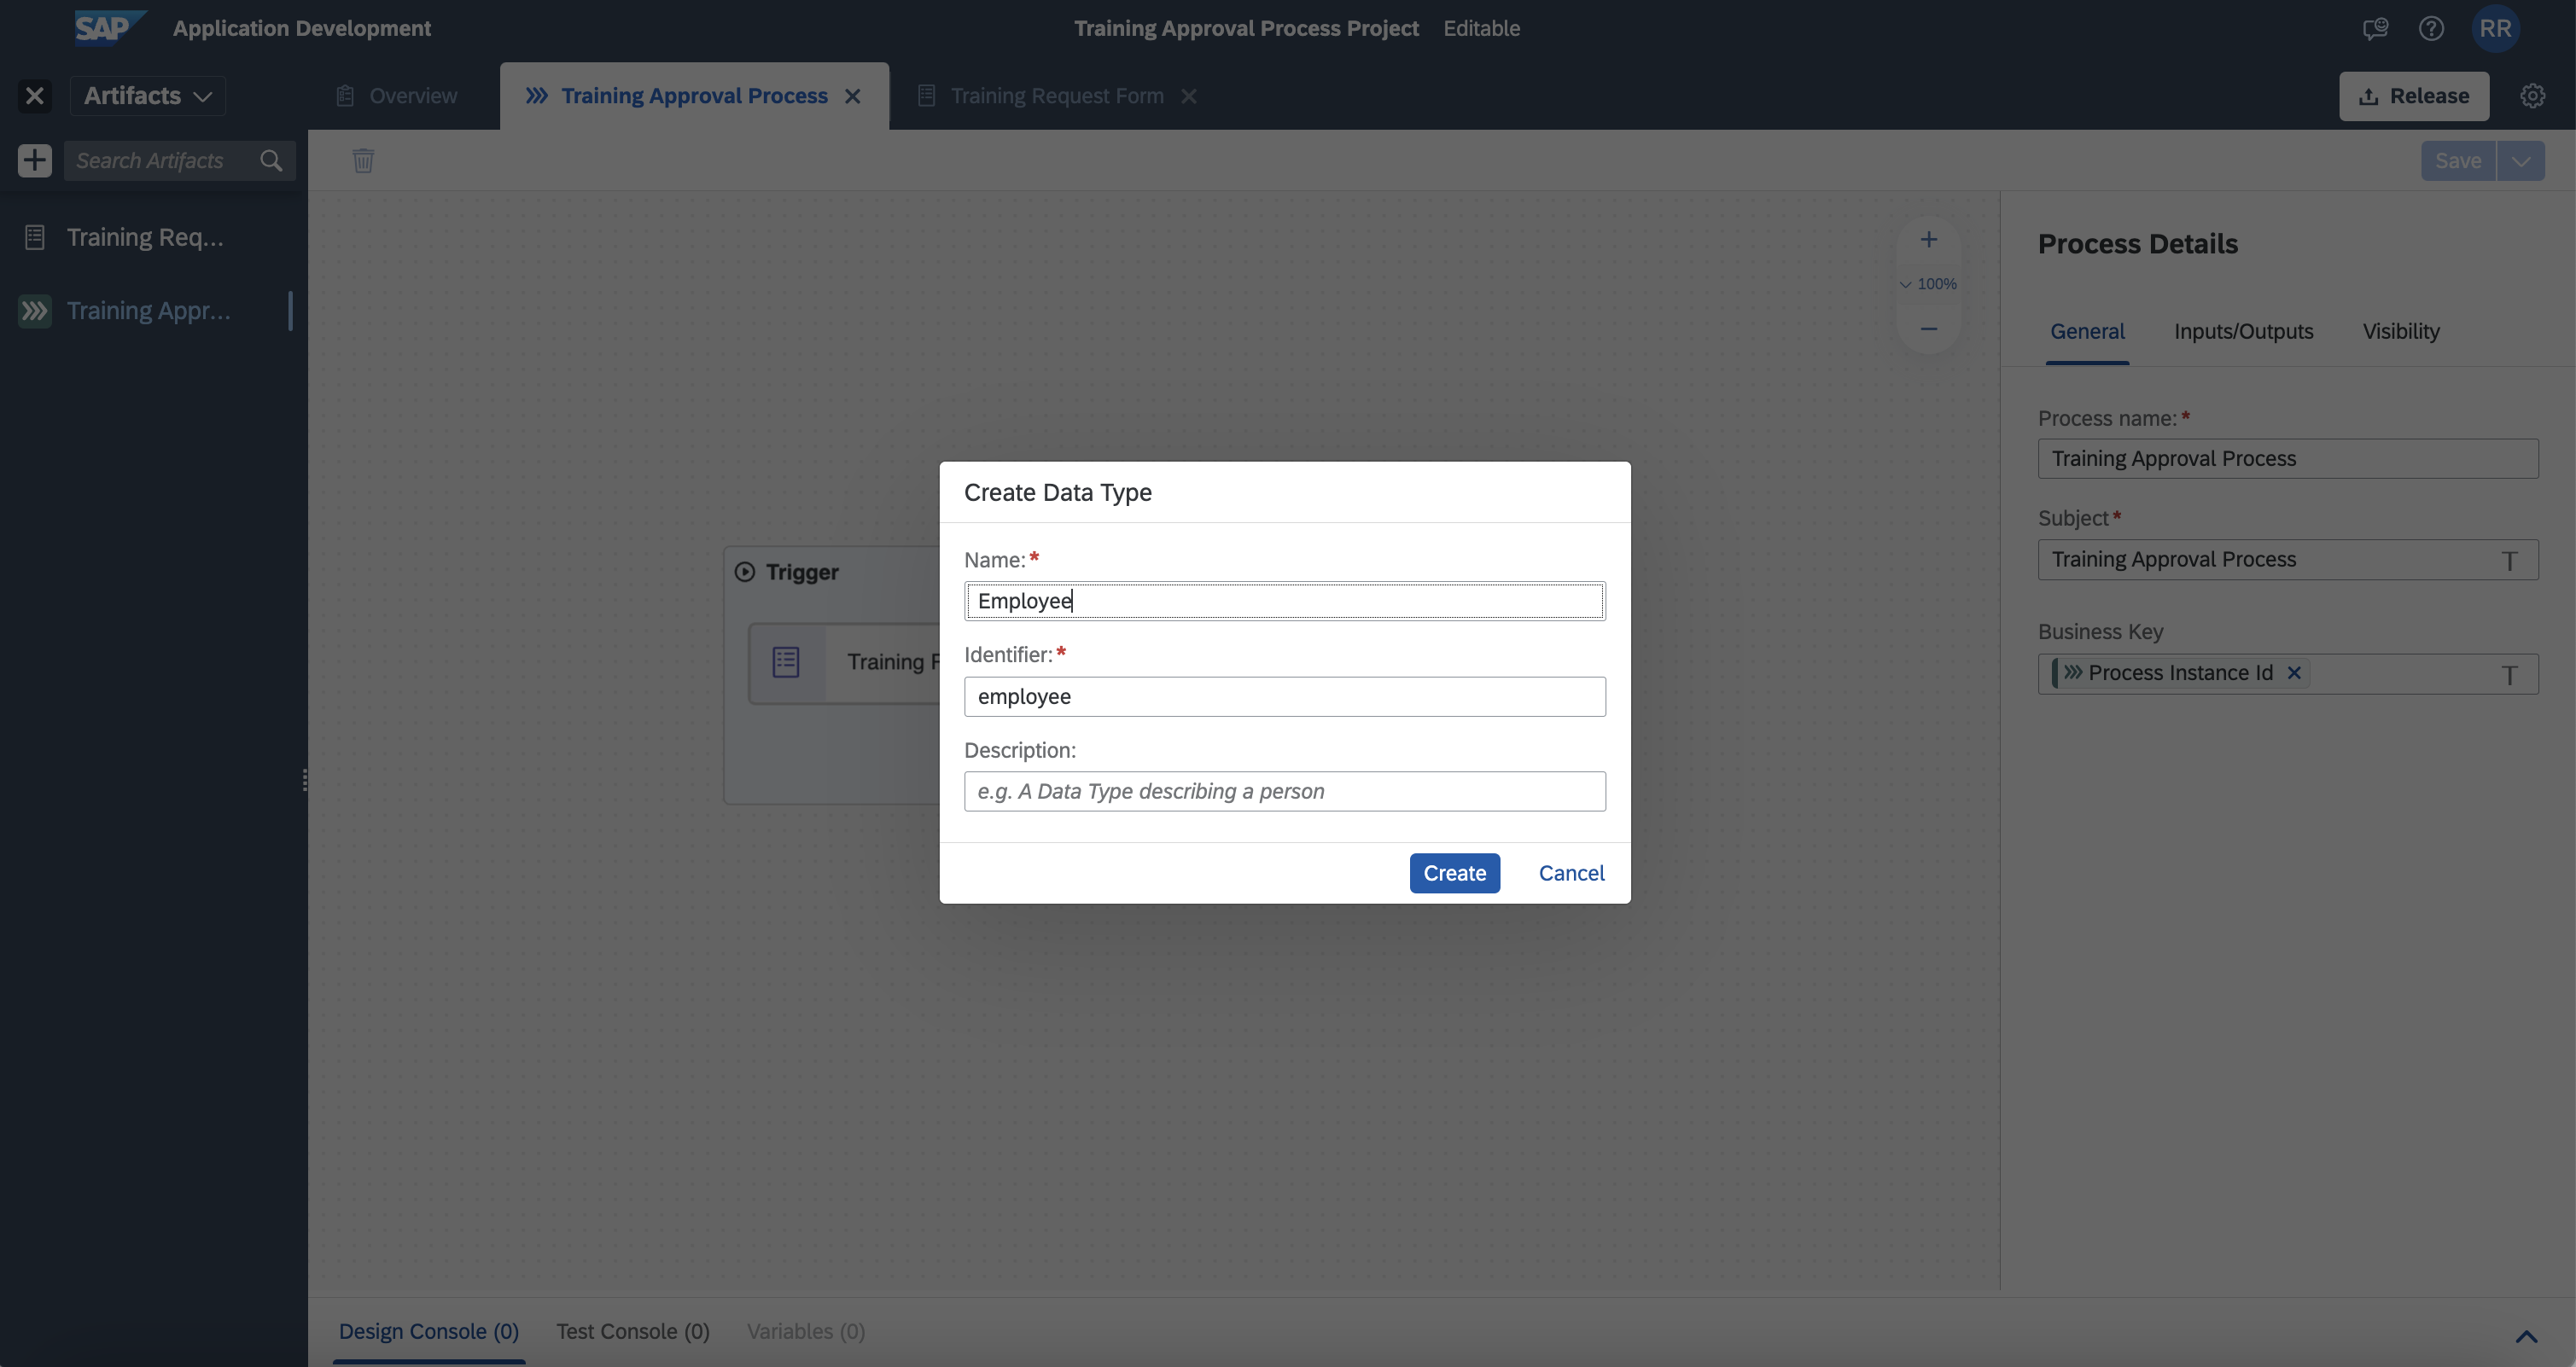 SAP Application Development
Training Approval Process Project Editable
RR
Artifacts
Overview
Training Approval Process
Training Request Form
Release
Search Artifacts
Save
Training Req...
Training Appr...
100%
Process Details
General Inputs/Outputs Visibility
Process name:*
Training Approval Process
Subject*
Training Approval Process
T
Business Key
Process Instance Id
T
Trigger
Training
Create Data Type
Name:*
Employee
Identifier:*
employee
Description:
e.g. A Data Type describing a person
Create Cancel
Design Console (0) Test Console (0) Variables (0)